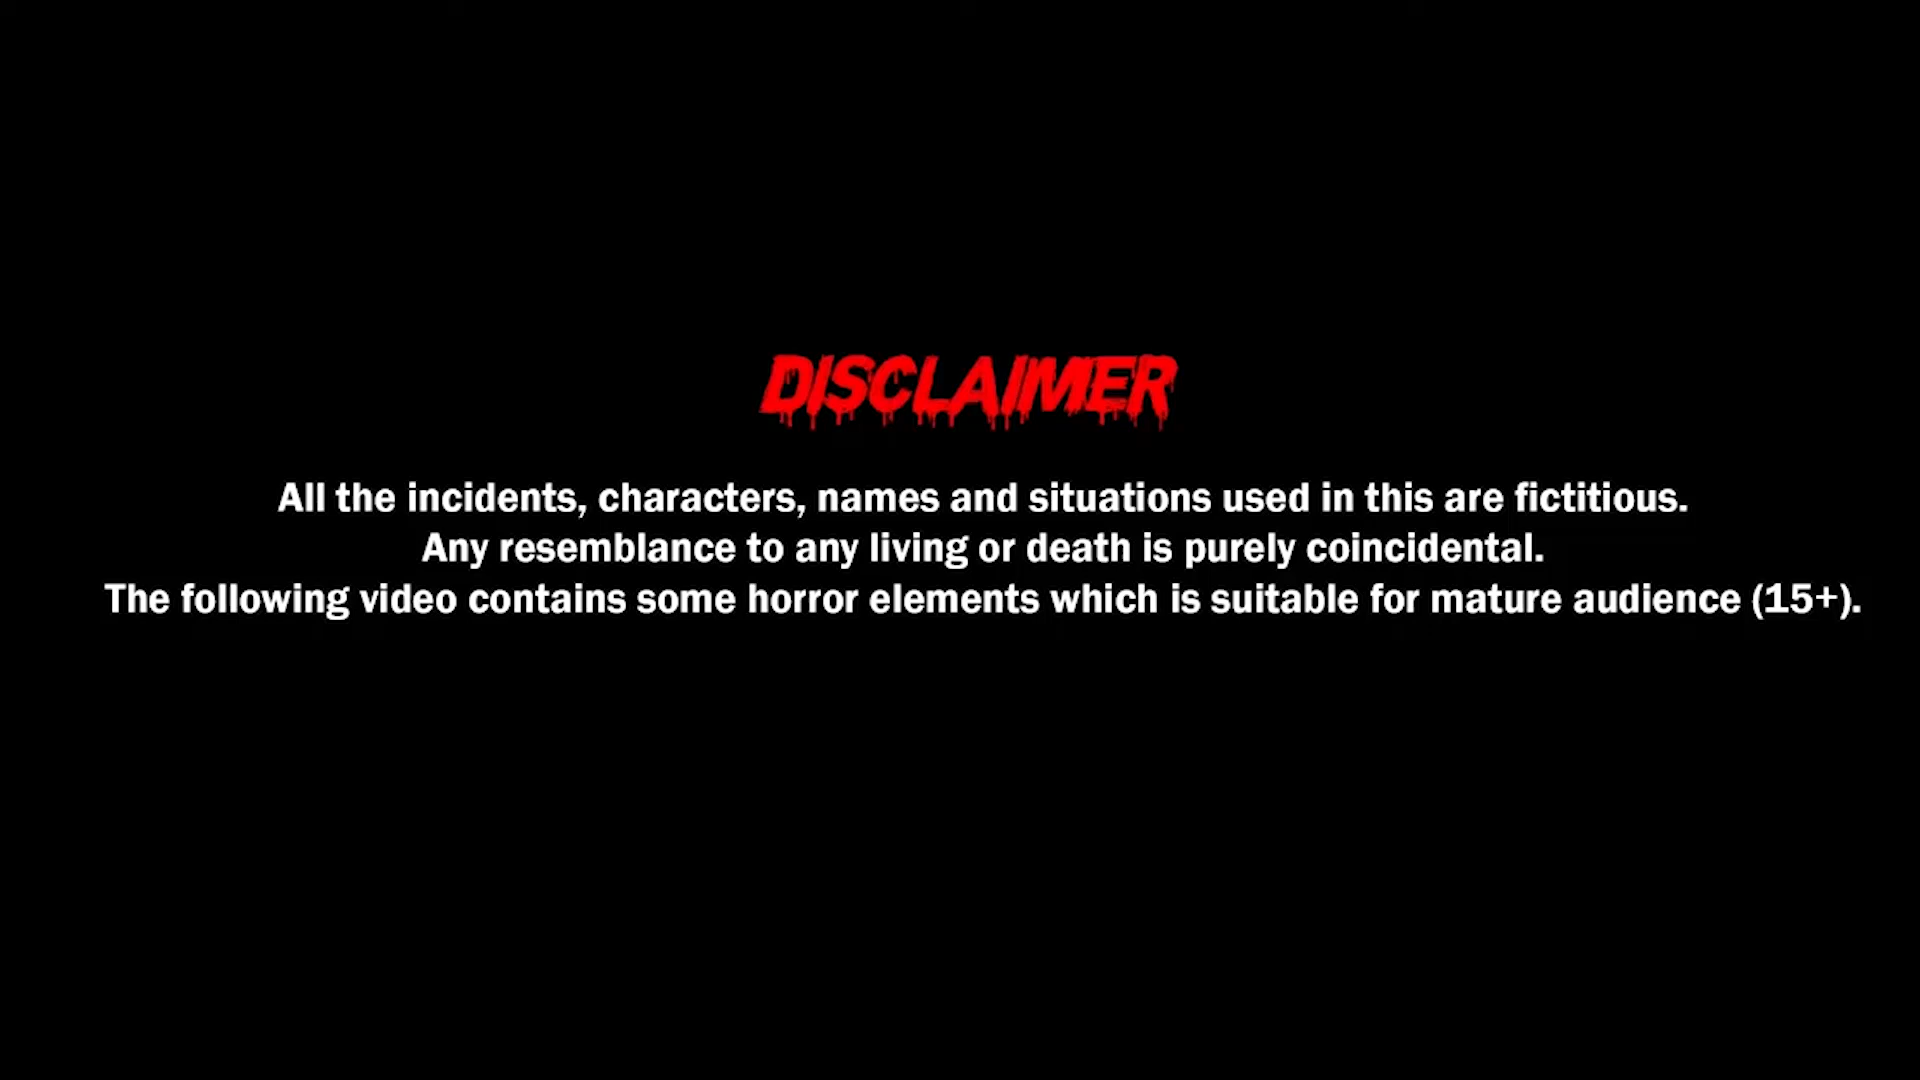 DISCLAIMER
All the incidents, characters, names and situations used in this are fictitious.
Any resemblance to any living or death is purely coincidental.
The following video contains some horror elements which is suitable for mature audience (15+).